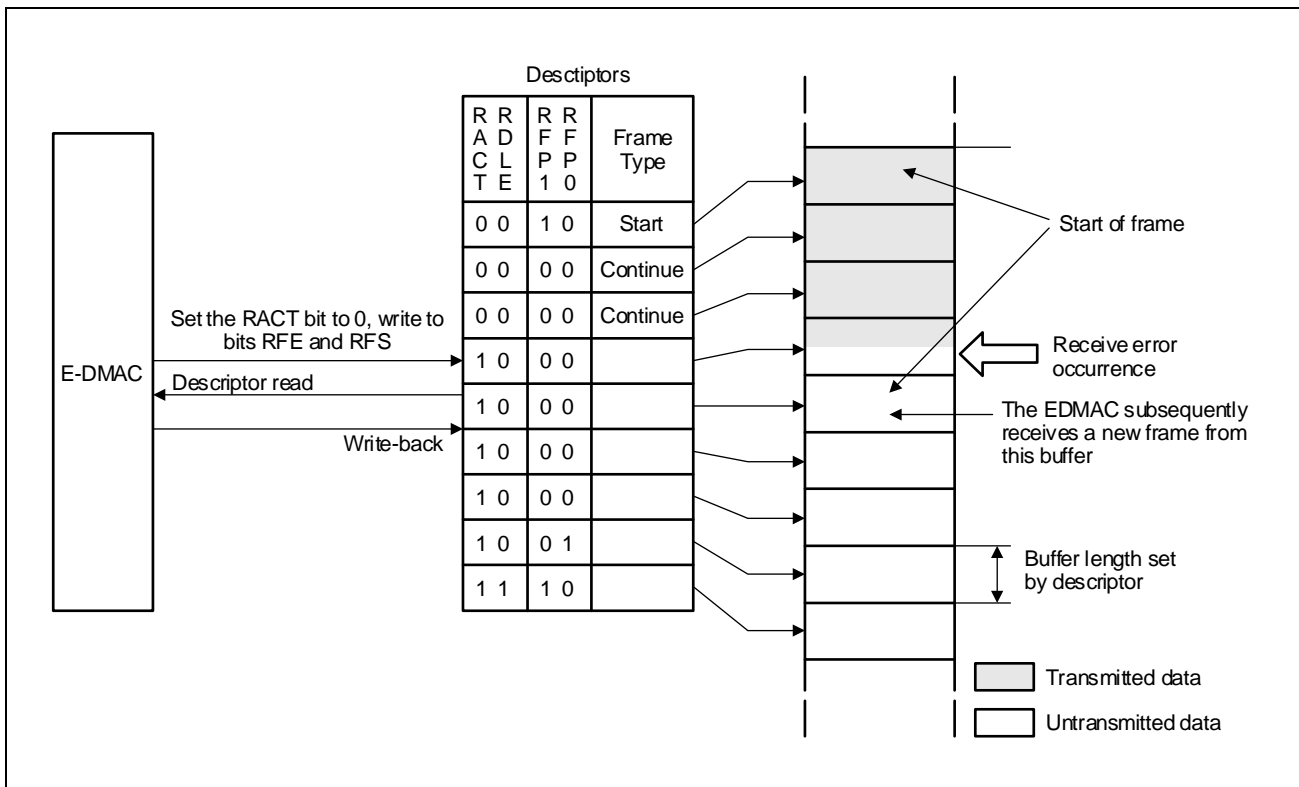 Desctiptors
RACT RDLE RFP1 RFP0 Frame
Type
0 0 1 0 Start
0 0 0 0 Continue
0 0 0 0 Continue
1 0 0 0
1 0 0 0
1 0 0 0
1 0 0 0
1 0 0 1
1 1 1 0
E-DMAC
Set the RACT bit to 0, write to
bits RFE and RFS
Descriptor read
Write-back
Start of frame
Receive error
occurrence
The EDMAC subsequently
receives a new frame from
this buffer
Buffer length set
by descriptor
Transmitted data
Untransmitted data